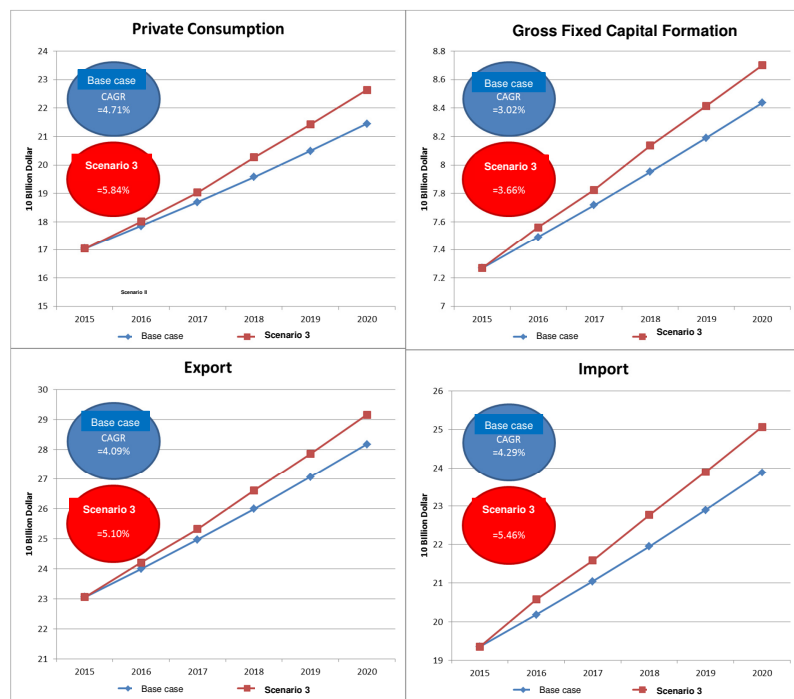 Private Consumption
24
23
22
21
20
19
18
17
16
15
10 Billion Dollar
Base case
CAGR
=4.71%
Scenario 3
=5.84%
Scenario II
2015 2016 2017 2018 2019 2020
Base case Scenario 3
Gross Fixed Capital Formation
8.8
8.6
8.4
8.2
8
7.8
7.6
7.4
7.2
7
10 Billion Dollar
Base case
CAGR
=3.02%
Scenario 3
=3.66%
2015 2016 2017 2018 2019 2020
Base case Scenario 3
Export
30
29
28
27
26
25
24
23
22
21
10 Billion Dollar
Base case
CAGR
=4.09%
Scenario 3
=5.10%
2015 2016 2017 2018 2019 2020
Base case Scenario 3
Import
26
25
24
23
22
21
20
19
10 Billion Dollar
Base case
CAGR
=4.29%
Scenario 3
=5.46%
2015 2016 2017 2018 2019 2020
Base case Scenario 3